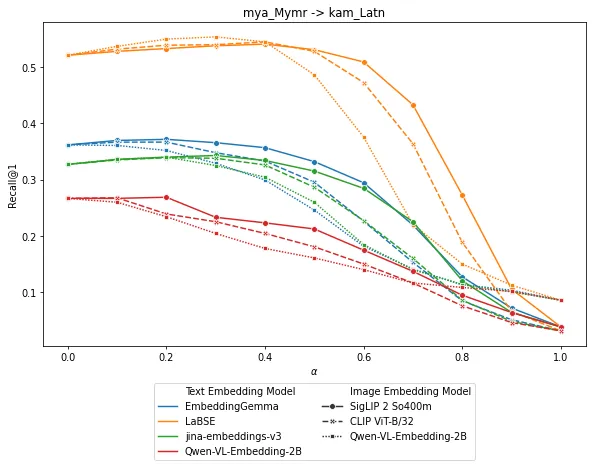 mya_Mymr -> kam_Latn
Recall@1
0.5
0.4
0.3
0.2
0.1
0.0 0.2 0.4 0.6 0.8 1.0
α
Text Embedding Model Image Embedding Model
EmbeddingGemma SigLIP 2 So400m
LaBSE CLIP ViT-B/32
jina-embeddings-v3 Qwen-VL-Embedding-2B
Qwen-VL-Embedding-2B